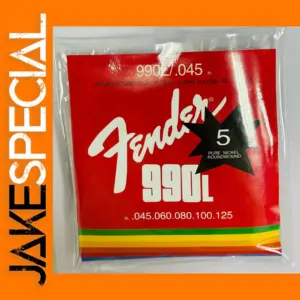 JAKESPECIAL
990L/.045
Fender
5
PURE NICKEL
ROUNDWOUND
990L
.045.060.080.100.125